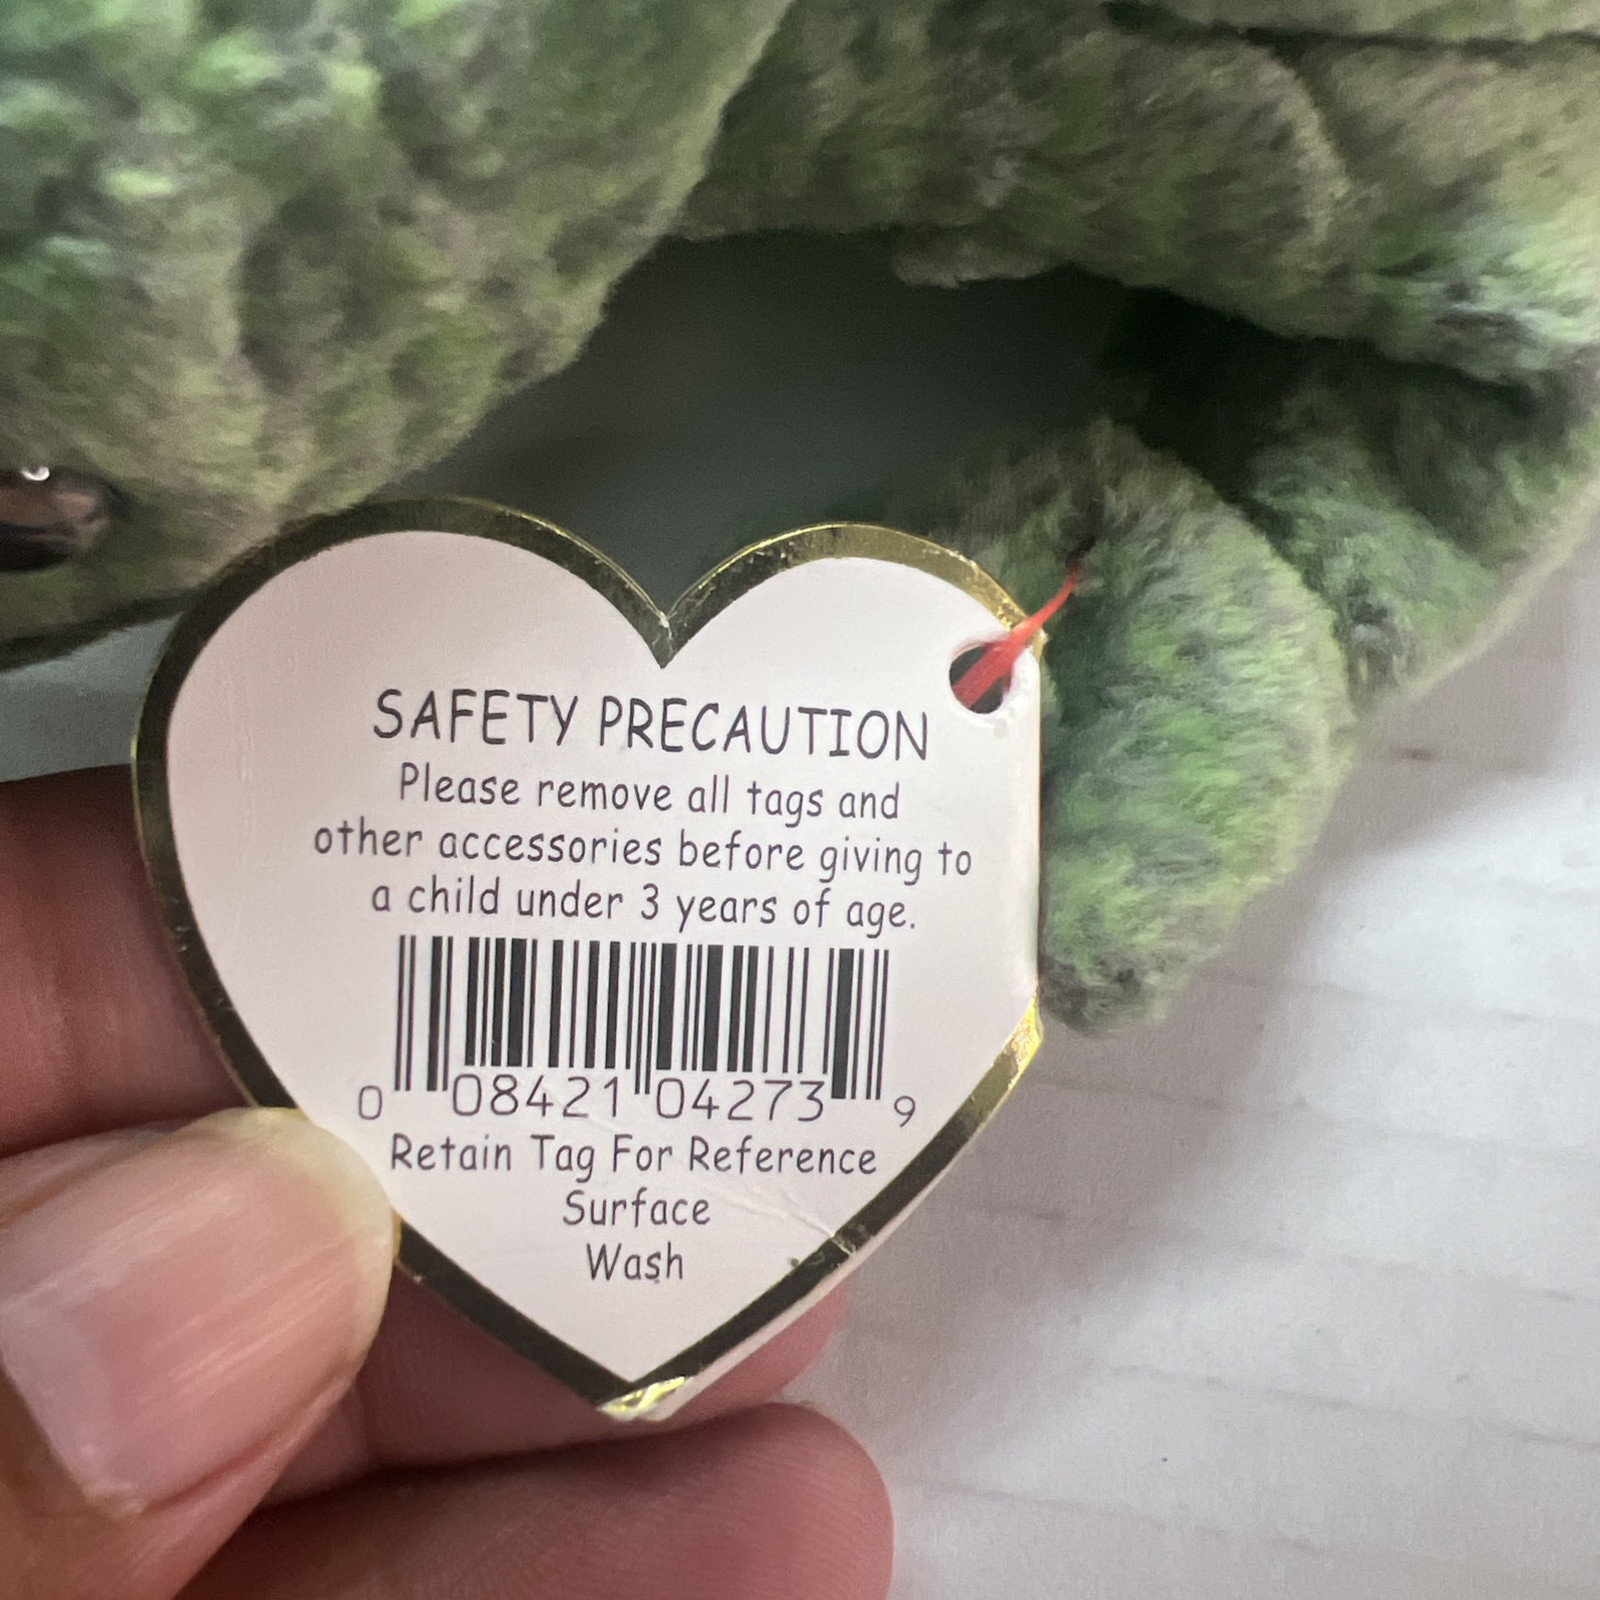 SAFETY PRECAUTION
Please remove all tags and
other accessories before giving to
a child under 3 years of age.
0 08421 04273 9
Retain Tag For Reference
Surface
Wash